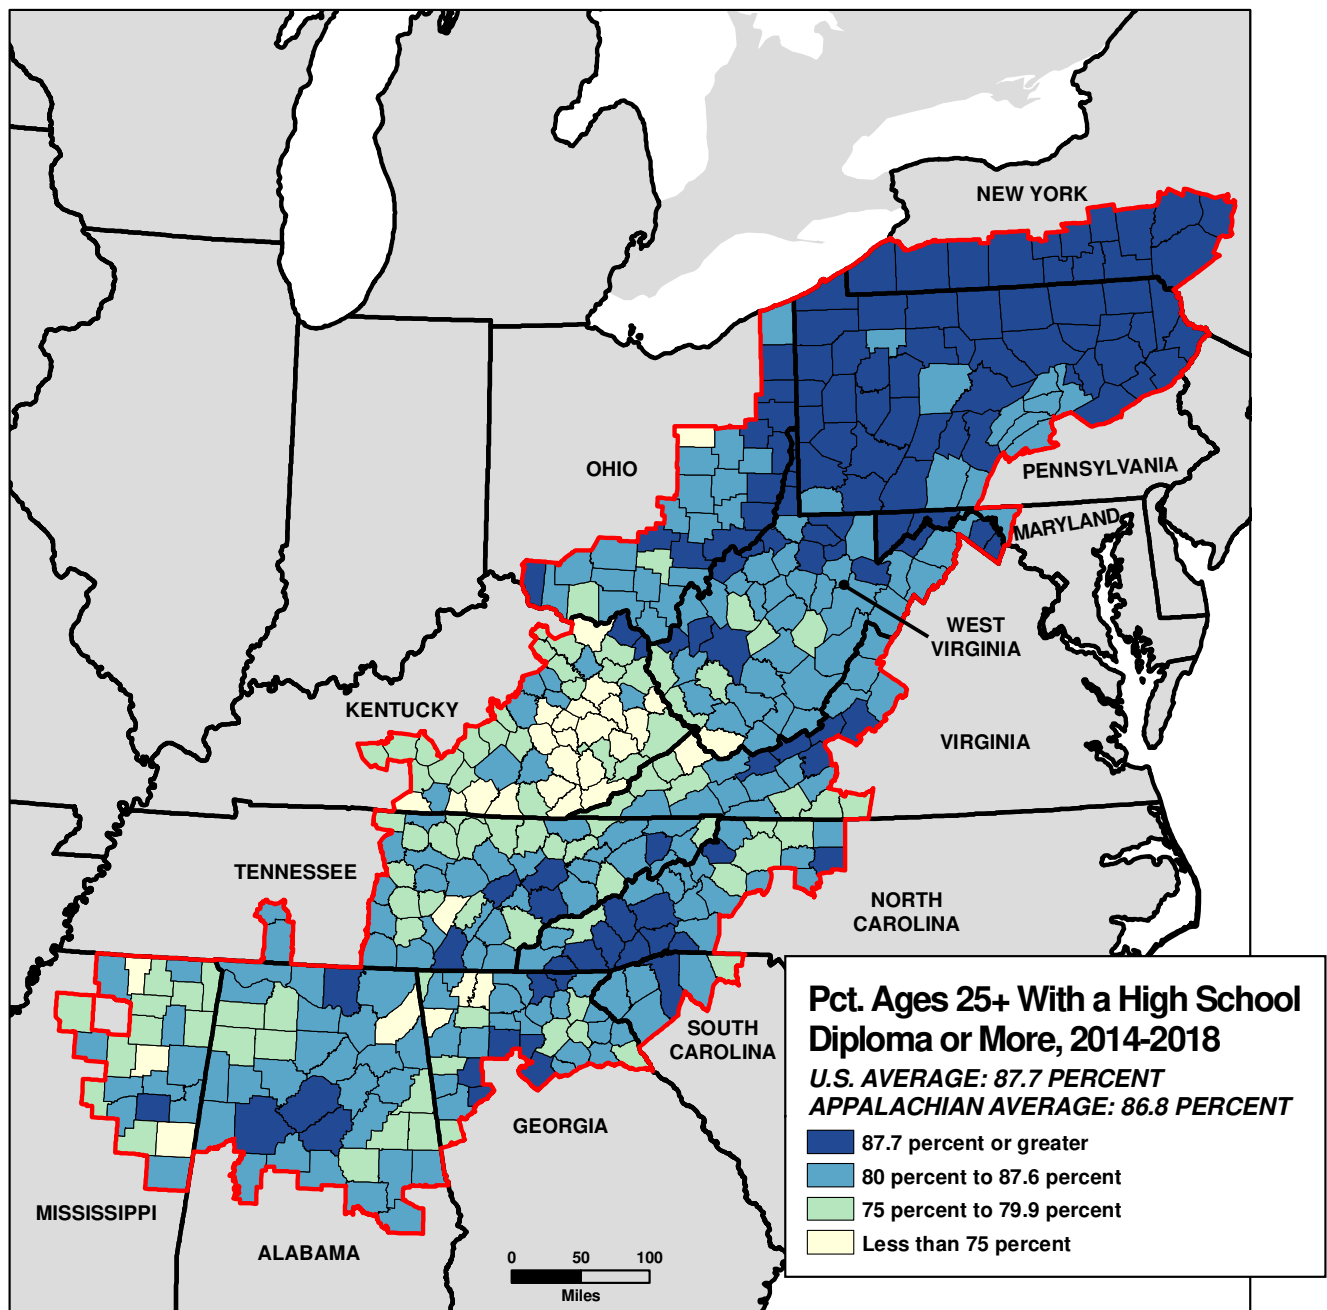 NEW YORK
OHIO
PENNSYLVANIA
MARYLAND
WEST
VIRGINIA
KENTUCKY
VIRGINIA
TENNESSEE
NORTH
CAROLINA
SOUTH
CAROLINA
GEORGIA
MISSISSIPPI
ALABAMA
Pct. Ages 25+ With a High School
Diploma or More, 2014-2018
U.S. AVERAGE: 87.7 PERCENT
APPALACHIAN AVERAGE: 86.8 PERCENT
87.7 percent or greater
80 percent to 87.6 percent
75 percent to 79.9 percent
Less than 75 percent
0 50 100
Miles